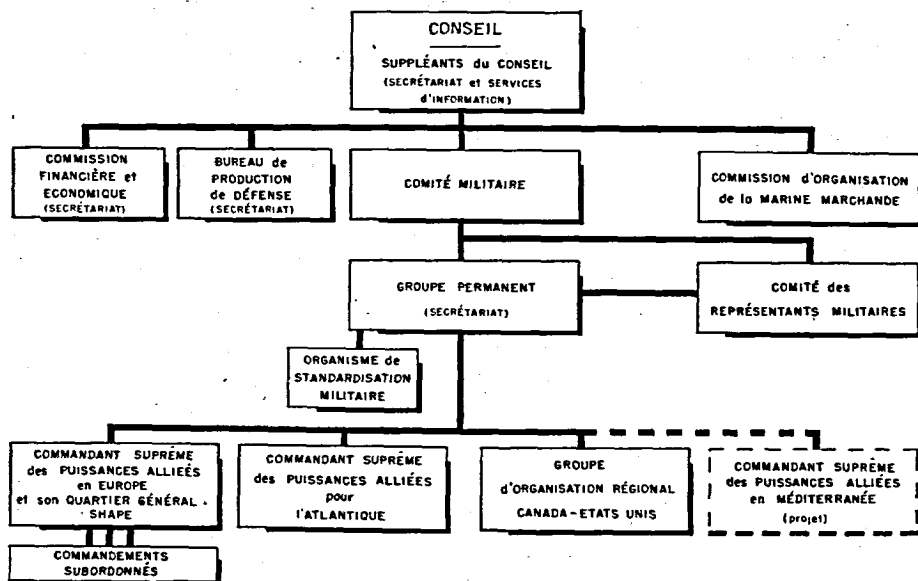 CONSEIL
SUPPLÉANTS du CONSEIL
(SECRÉTARIAT et SERVICES
d'INFORMATION)
COMMISSION
FINANCIÈRE et
ECONOMIQUE
(SECRÉTARIAT)
BUREAU de
PRODUCTION
de DÉFENSE
(SECRÉTARIAT)
COMITÉ MILITAIRE
COMMISSION d'ORGANISATION
de la MARINE MARCHANDE
GROUPE PERMANENT
(SECRÉTARIAT)
COMITÉ des
REPRÉSENTANTS MILITAIRES
ORGANISME de
STANDARDISATION
MILITAIRE
COMMANDANT SUPRÊME
des PUISSANCES ALLIEÉS
en EUROPE
et son QUARTIER GÉNÉRAL
SHAPE
COMMANDANT SUPRÊME
des PUISSANCES ALLIÉES
pour
l'ATLANTIQUE
GROUPE
d'ORGANISATION RÉGIONAL
CANADA-ETATS UNIS
COMMANDANT SUPRÊME
des PUISSANCES ALLIÉES
en MÉDITERRANÉE
(projet)
COMMANDEMENTS
SUBORDONNÉS